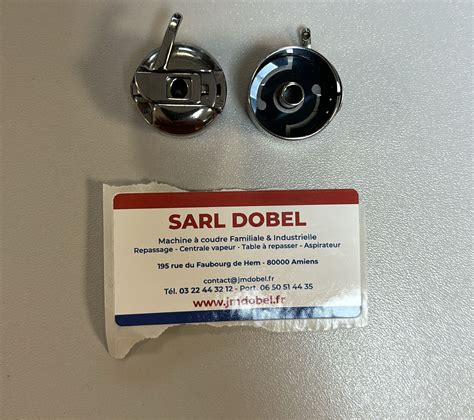 SARL DOBEL
Machine à coudre Familiale & Industrielle
Repassage - Centrale vapeur - Table à repasser - Aspirateur
195 rue du Faubourg de Hem - 80000 Amiens
contact@jmdobel.fr
Tél. 03 22 44 32 12 - Port. 06 50 51 44 35
www.jmdobel.fr